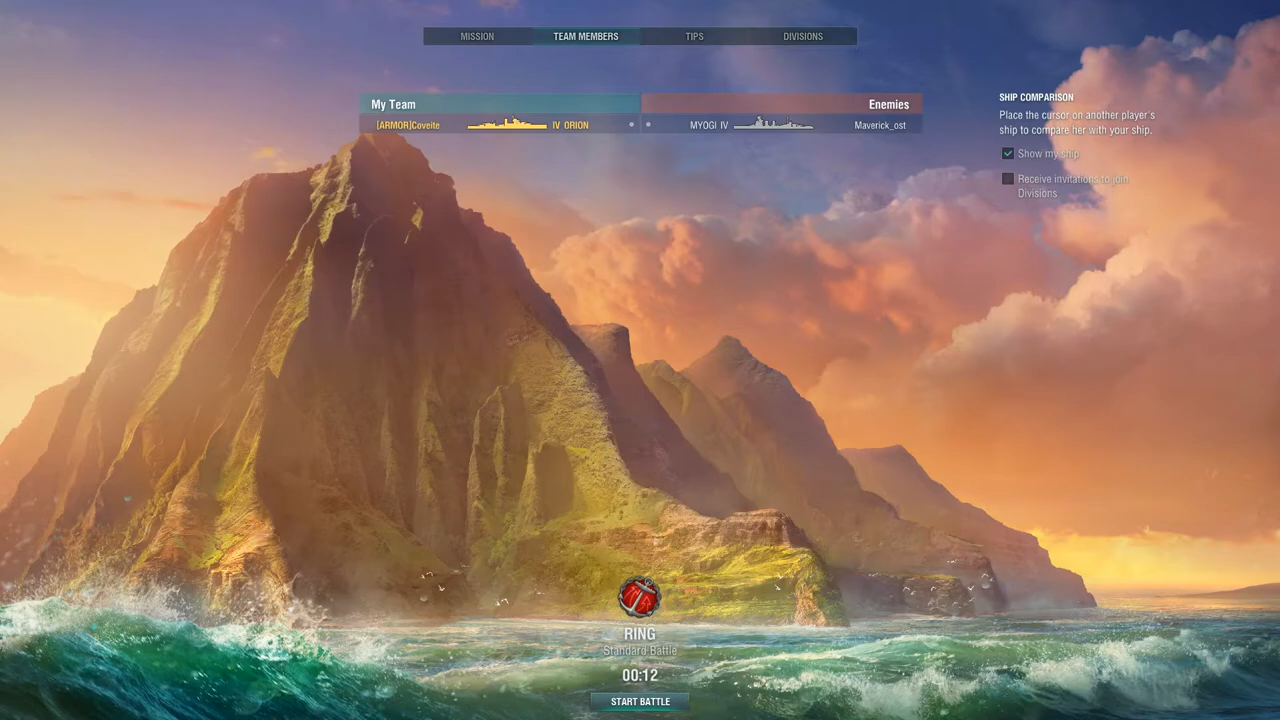 MISSION
TEAM MEMBERS
TIPS
DIVISIONS
My Team
Enemies
[ARMOR]Coveite
IV ORION
MYOGI IV
Maverick_ost
SHIP COMPARISON
Place the cursor on another player's
ship to compare her with your ship.
Show my ship
Receive invitations to join
Divisions
RING
Standard Battle
00:12
START BATTLE